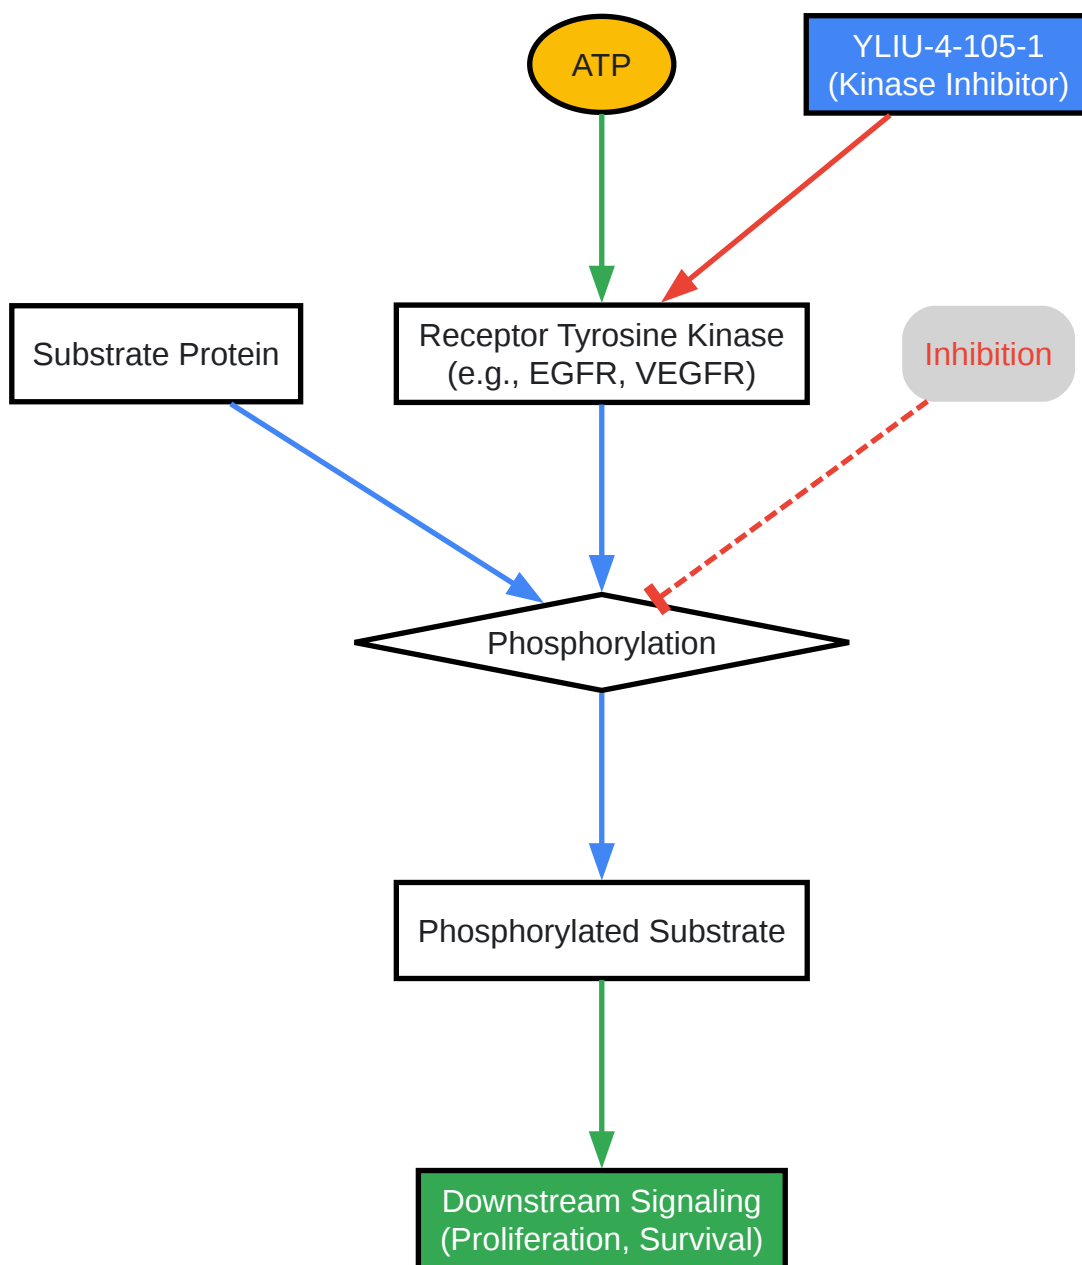 ATP
YLIU-4-105-1
(Kinase Inhibitor)
Substrate Protein
Receptor Tyrosine Kinase
(e.g., EGFR, VEGFR)
Inhibition
Phosphorylation
Phosphorylated Substrate
Downstream Signaling
(Proliferation, Survival)